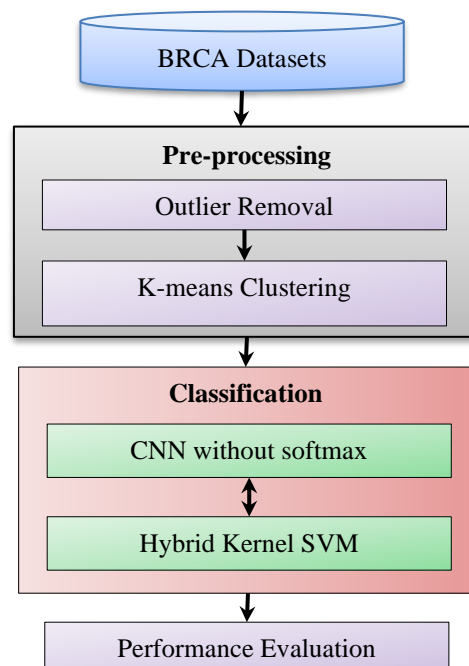 BRCA Datasets
Pre-processing
Outlier Removal
K-means Clustering
Classification
CNN without softmax
Hybrid Kernel SVM
Performance Evaluation